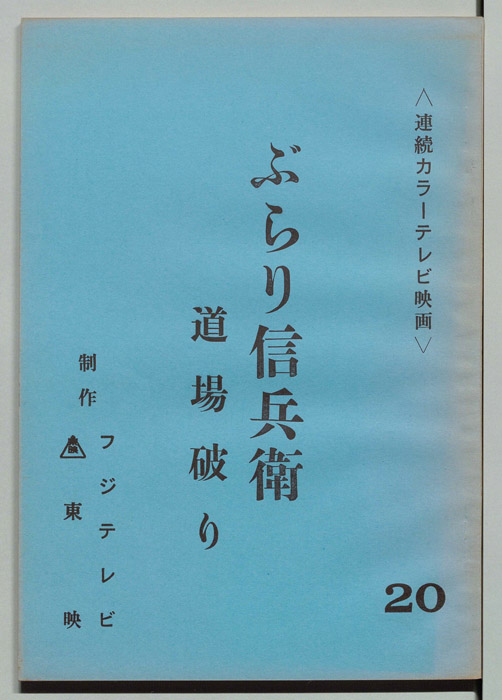 〈連続カラーテレビ映画〉
ぶらり信兵衛
道場破り
制作
フジテレビ
東映
20